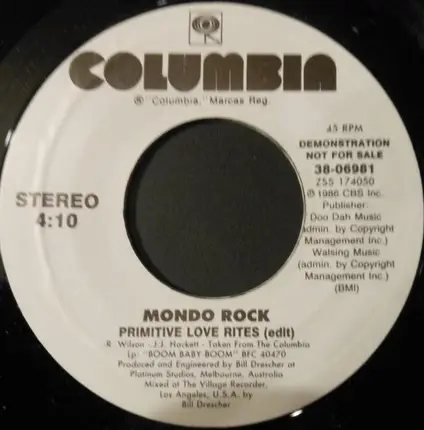 COLUMBIA
® "Columbia," Marcas Reg.
45 RPM
DEMONSTRATION
NOT FOR SALE
38-06981
ZSS 174050
℗ 1986 CBS Inc.
Publisher:
Doo Dah Music
(admin. by Copyright
Management Inc.)
Walsing Music
(admin. by Copyright
Management Inc.)
(BMI)
STEREO
4:10
MONDO ROCK
PRIMITIVE LOVE RITES (edit)
R. Wilson - J.J. Hackett - Taken From The Columbia
Lp: "BOOM BABY BOOM" BFC 40470
Produced and Engineered by Bill Drescher at
Platinum Studios, Melbourne, Australia
Mixed at The Village Recorder,
Los Angeles, U.S.A. by
Bill Drescher